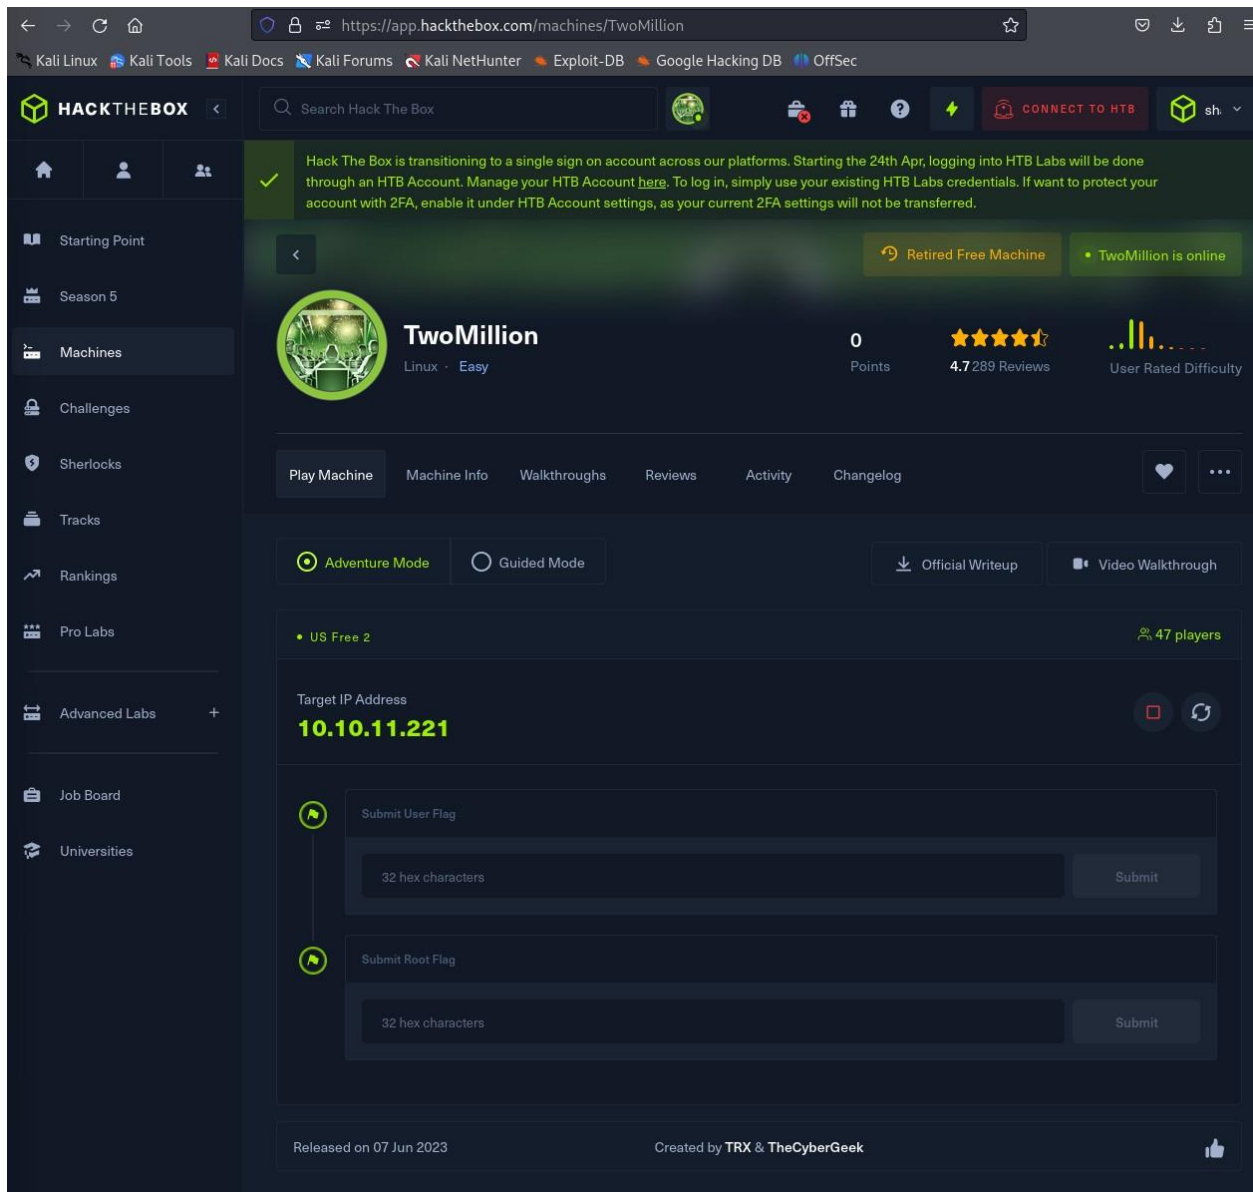 https://app.hackthebox.com/machines/TwoMillion
Kali Linux Kali Tools Kali Docs Kali Forums Kali NetHunter Exploit-DB Google Hacking DB OffSec
HACKTHEBOX Search Hack The Box CONNECT TO HTB sh
Hack The Box is transitioning to a single sign on account across our platforms. Starting the 24th Apr, logging into HTB Labs will be done
through an HTB Account. Manage your HTB Account here. To log in, simply use your existing HTB Labs credentials. If want to protect your
account with 2FA, enable it under HTB Account settings, as your current 2FA settings will not be transferred.
Starting Point
Season 5
Machines
Challenges
Sherlocks
Tracks
Rankings
Pro Labs
Advanced Labs +
Job Board
Universities
Retired Free Machine TwoMillion is online
TwoMillion
Linux · Easy
0
Points
4.7 289 Reviews
User Rated Difficulty
Play Machine Machine Info Walkthroughs Reviews Activity Changelog
Adventure Mode Guided Mode Official Writeup Video Walkthrough
US Free 2 47 players
Target IP Address
10.10.11.221
Submit User Flag
32 hex characters Submit
Submit Root Flag
32 hex characters Submit
Released on 07 Jun 2023 Created by TRX & TheCyberGeek